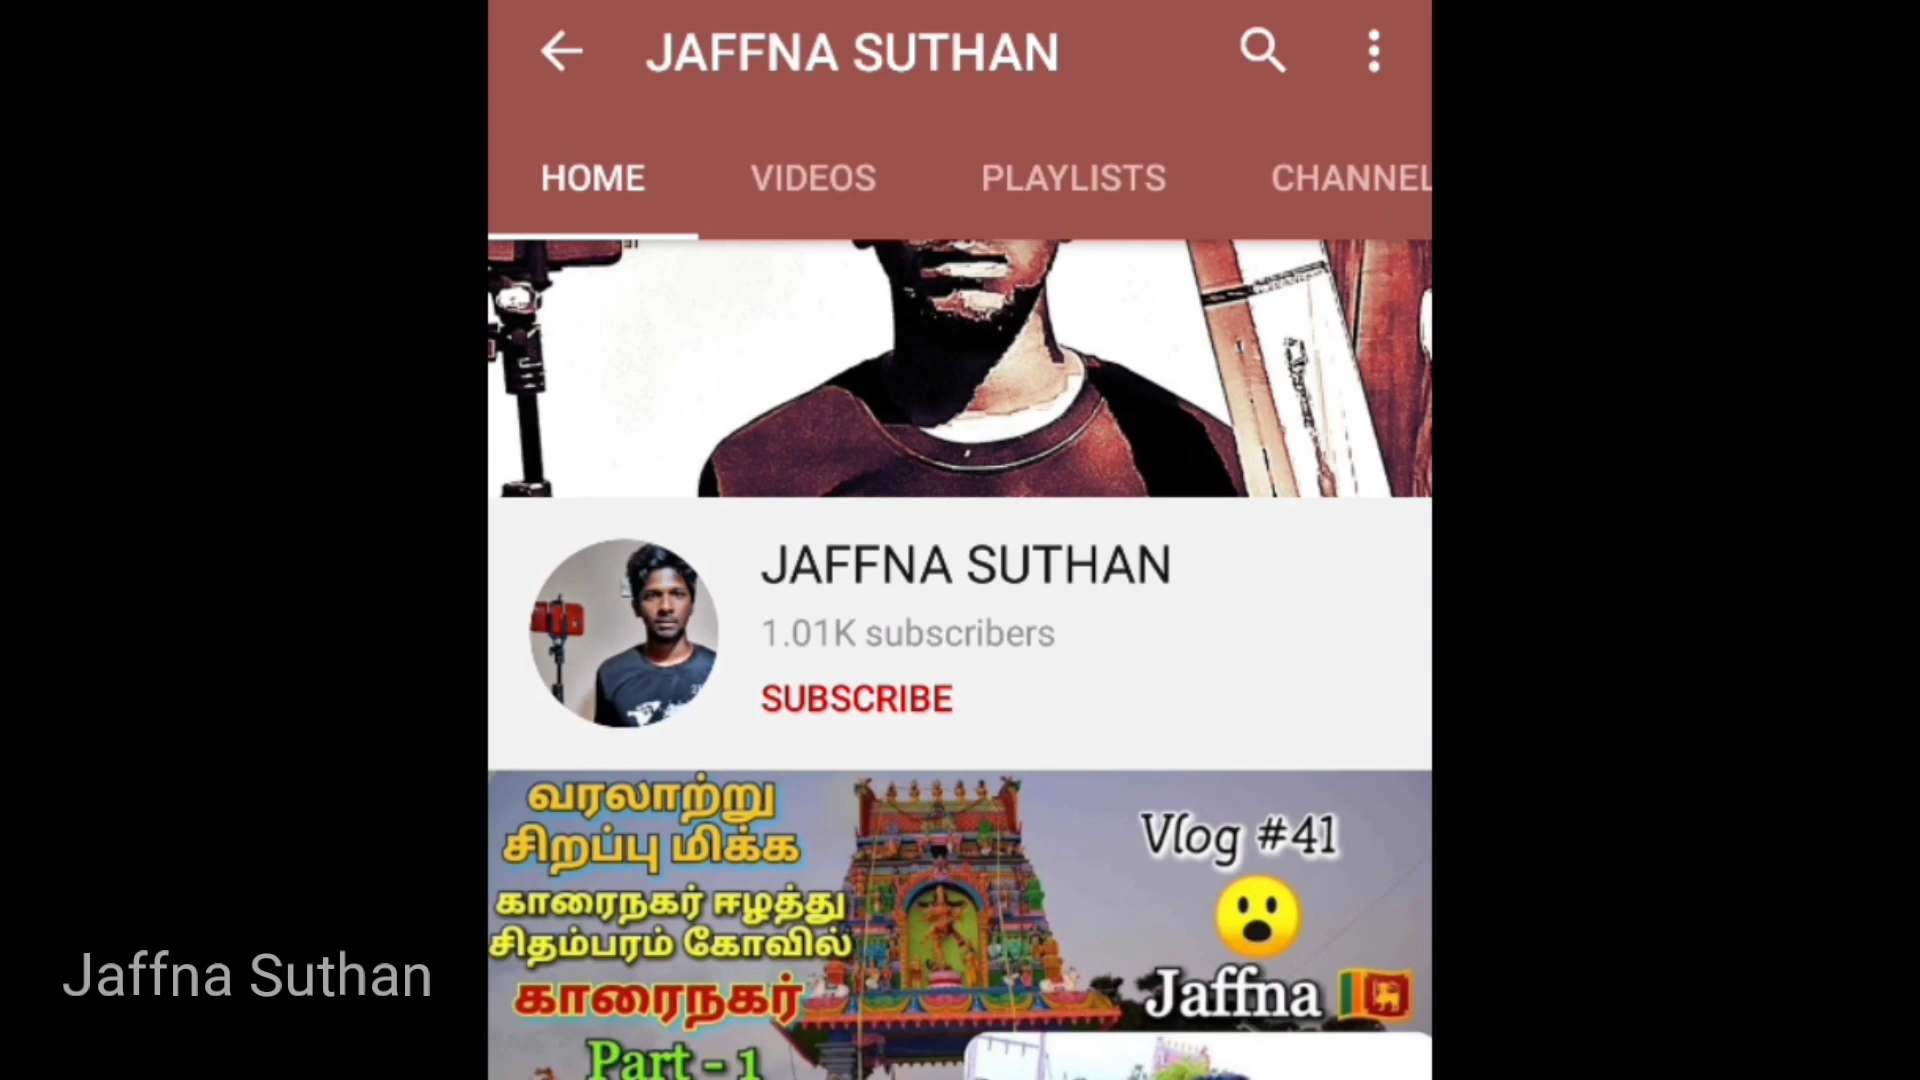 JAFFNA SUTHAN
HOME VIDEOS PLAYLISTS CHANNEL
JAFFNA SUTHAN
1.01K subscribers
SUBSCRIBE
வரலாற்று
சிறப்பு மிக்க
காரைநகர் ஈழத்து
சிதம்பரம் கோவில்
காரைநகர்
Part - 1
Vlog #41
Jaffna
Jaffna Suthan